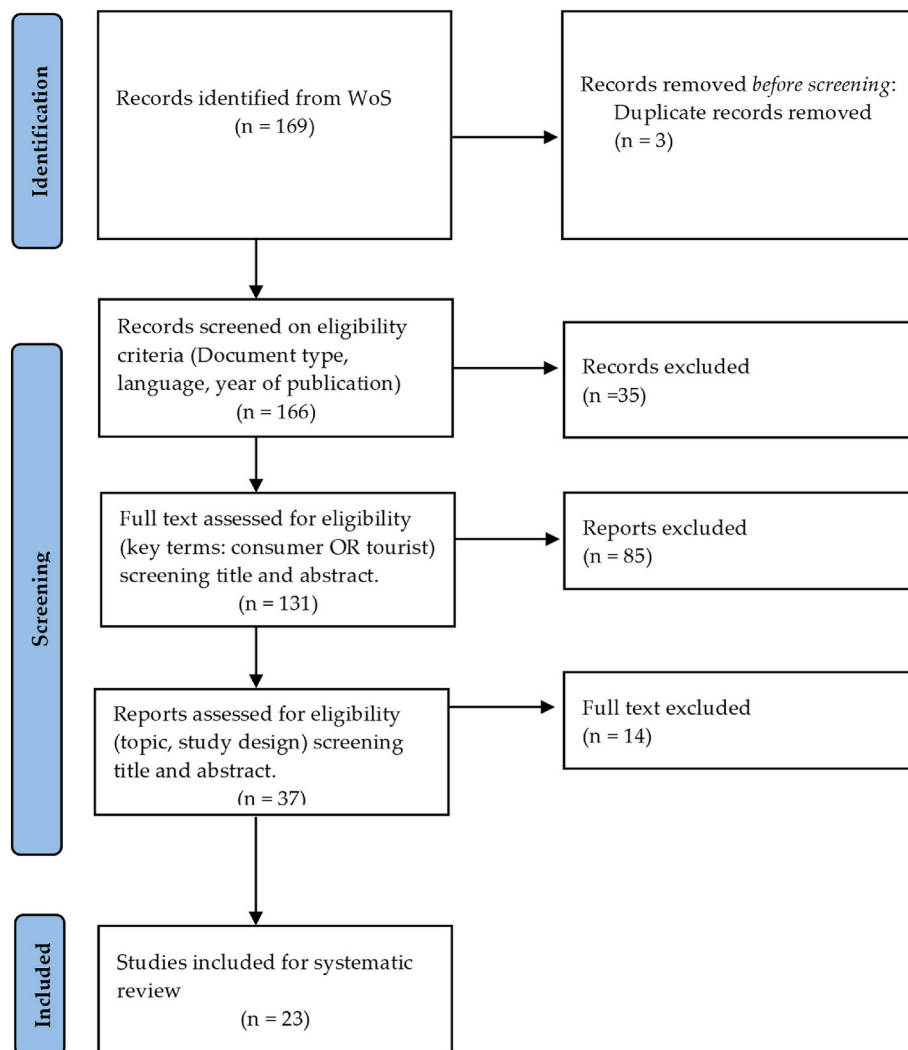 Identification
Records identified from WoS
(n = 169)
Records removed before screening:
Duplicate records removed
(n = 3)
Screening
Records screened on eligibility
criteria (Document type,
language, year of publication)
(n = 166)
Records excluded
(n =35)
Full text assessed for eligibility
(key terms: consumer OR tourist)
screening title and abstract.
(n = 131)
Reports excluded
(n = 85)
Reports assessed for eligibility
(topic, study design) screening
title and abstract.
(n = 37)
Full text excluded
(n = 14)
Included
Studies included for systematic
review
(n = 23)